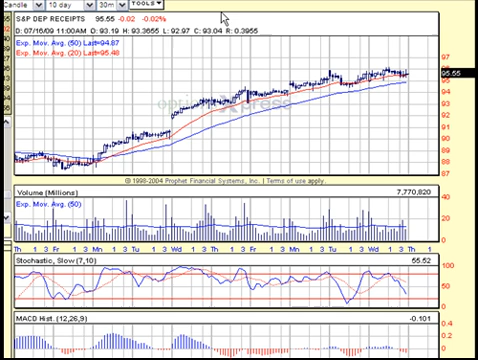 Candle 10 day 30m TOOLS
S&P DEP RECEIPTS 95.55 -0.02 -0.02%
D: 07/16/09 11:00AM O: 93.19 H: 93.3655 L: 92.97 C: 93.04 R: 0.3955
Exp. Mov. Avg. (50) Last=94.87
Exp. Mov. Avg. (20) Last=95.48
97
95.55
95
94
93
92
91
90
89
88
87
optionsXpress
© 1998-2004 Prophet Financial Systems, Inc. | Terms of use apply.
Volume (Millions) 7,770,820
Exp. Mov. Avg. (50)
40
20
0
Th 1 3 Fr 1 3 Mn 1 3 Tu 1 3 Wd 1 3 Th 1 3 Fr 1 3 Mn 1 3 Tu 1 3 Wd 1 3 Th
Stochastic, Slow (7,10) 55.52
100
50
0
MACD Hist. (12,26,9) -0.101
0.4
0.2
0.0